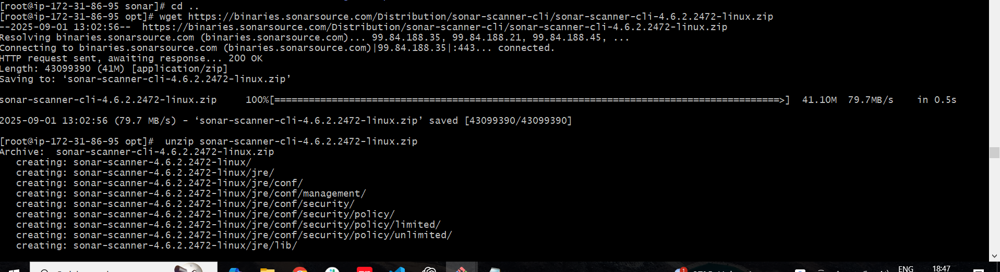 [root@ip-172-31-86-95 sonar]# cd ..
[root@ip-172-31-86-95 opt]# wget https://binaries.sonarsource.com/Distribution/sonar-scanner-cli/sonar-scanner-cli-4.6.2.2472-linux.zip
--2025-09-01 13:02:56--  https://binaries.sonarsource.com/Distribution/sonar-scanner-cli/sonar-scanner-cli-4.6.2.2472-linux.zip
Resolving binaries.sonarsource.com (binaries.sonarsource.com)... 99.84.188.35, 99.84.188.21, 99.84.188.45, ...
Connecting to binaries.sonarsource.com (binaries.sonarsource.com)|99.84.188.35|:443... connected.
HTTP request sent, awaiting response... 200 OK
Length: 43099390 (41M) [application/zip]
Saving to: ‘sonar-scanner-cli-4.6.2.2472-linux.zip’
sonar-scanner-cli-4.6.2.2472-linux.zip     100%[========================================================================================>]  41.10M  79.7MB/s    in 0.5s
2025-09-01 13:02:56 (79.7 MB/s) - ‘sonar-scanner-cli-4.6.2.2472-linux.zip’ saved [43099390/43099390]
[root@ip-172-31-86-95 opt]#  unzip sonar-scanner-cli-4.6.2.2472-linux.zip
Archive:  sonar-scanner-cli-4.6.2.2472-linux.zip
   creating: sonar-scanner-4.6.2.2472-linux/
   creating: sonar-scanner-4.6.2.2472-linux/jre/
   creating: sonar-scanner-4.6.2.2472-linux/jre/conf/
   creating: sonar-scanner-4.6.2.2472-linux/jre/conf/management/
   creating: sonar-scanner-4.6.2.2472-linux/jre/conf/security/
   creating: sonar-scanner-4.6.2.2472-linux/jre/conf/security/policy/
   creating: sonar-scanner-4.6.2.2472-linux/jre/conf/security/policy/limited/
   creating: sonar-scanner-4.6.2.2472-linux/jre/conf/security/policy/unlimited/
   creating: sonar-scanner-4.6.2.2472-linux/jre/lib/
1
ENG
18:47